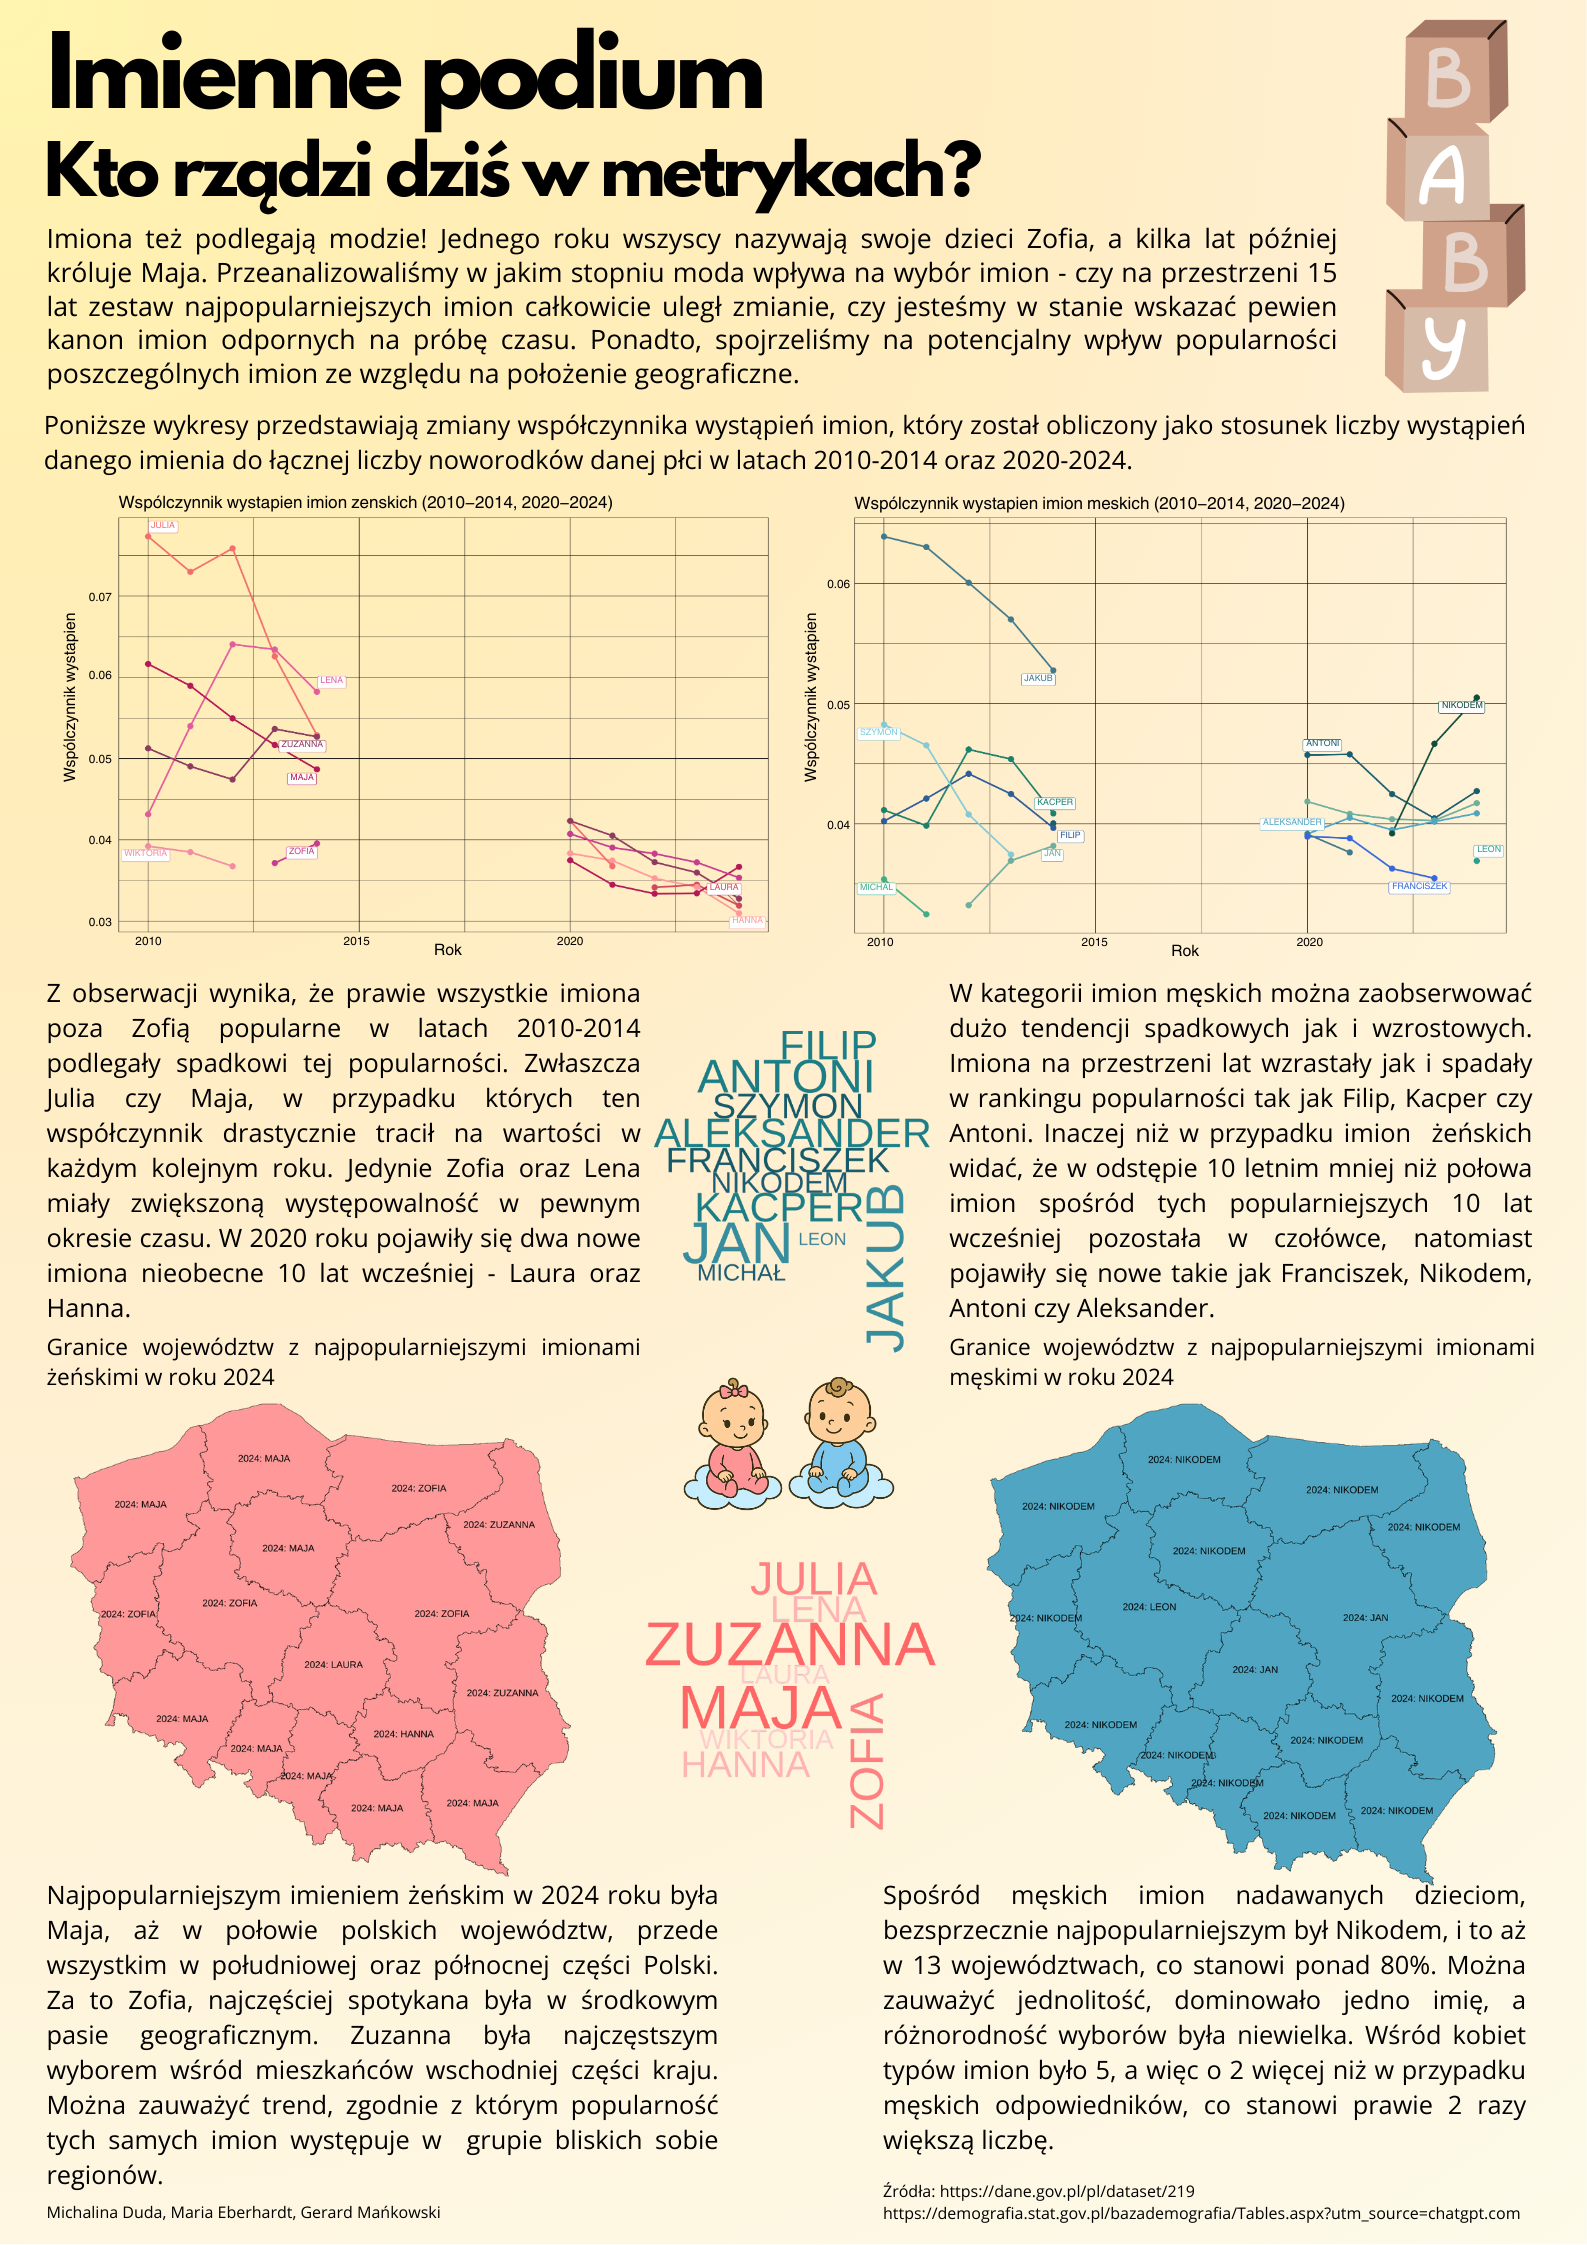 Imienne podium
Kto rządzi dziś w metrykach?
B
A
B
y
Imiona też podlegają modzie! Jednego roku wszyscy nazywają swoje dzieci Zofia, a kilka lat później
króluje Maja. Przeanalizowaliśmy w jakim stopniu moda wpływa na wybór imion - czy na przestrzeni 15
lat zestaw najpopularniejszych imion całkowicie uległ zmianie, czy jesteśmy w stanie wskazać pewien
kanon imion odpornych na próbę czasu. Ponadto, spojrzeliśmy na potencjalny wpływ popularności
poszczególnych imion ze względu na położenie geograficzne.
Poniższe wykresy przedstawiają zmiany współczynnika wystąpień imion, który został obliczony jako stosunek liczby wystąpień
danego imienia do łącznej liczby noworodków danej płci w latach 2010-2014 oraz 2020-2024.
Wspólczynnik wystapien imion zenskich (2010–2014, 2020–2024)
JULIA
0.07
LENA
0.06
ZUZANNA
0.05
MAJA
0.04
WIKTORIA
ZOFIA
LAURA
HANNA
0.03
2010
2015
2020
Rok
Wspólczynnik wystapien
Wspólczynnik wystapien imion meskich (2010–2014, 2020–2024)
0.06
JAKUB
NIKODEM
0.05
SZYMON
ANTONI
KACPER
ALEKSANDER
0.04
FILIP
JAN
LEON
MICHAL
FRANCISZEK
2010
2015
2020
Rok
Wspólczynnik wystapien
Z obserwacji wynika, że prawie wszystkie imiona
poza Zofią popularne w latach 2010-2014
podlegały spadkowi tej popularności. Zwłaszcza
Julia czy Maja, w przypadku których ten
współczynnik drastycznie tracił na wartości w
każdym kolejnym roku. Jedynie Zofia oraz Lena
miały zwiększoną występowalność w pewnym
okresie czasu. W 2020 roku pojawiły się dwa nowe
imiona nieobecne 10 lat wcześniej - Laura oraz
Hanna.
FILIP
ANTONI
SZYMON
ALEKSANDER
FRANCISZEK
NIKODEM
KACPER
JAN
LEON
MICHAŁ
JAKUB
W kategorii imion męskich można zaobserwować
dużo tendencji spadkowych jak i wzrostowych.
Imiona na przestrzeni lat wzrastały jak i spadały
w rankingu popularności tak jak Filip, Kacper czy
Antoni. Inaczej niż w przypadku imion żeńskich
widać, że w odstępie 10 letnim mniej niż połowa
imion spośród tych popularniejszych 10 lat
wcześniej pozostała w czołówce, natomiast
pojawiły się nowe takie jak Franciszek, Nikodem,
Antoni czy Aleksander.
Granice województw z najpopularniejszymi imionami
żeńskimi w roku 2024
2024: MAJA
2024: ZOFIA
2024: MAJA
2024: ZUZANNA
2024: MAJA
2024: ZOFIA
2024: ZOFIA
2024: ZOFIA
2024: LAURA
2024: ZUZANNA
2024: MAJA
2024: HANNA
2024: MAJA
2024: MAJA
2024: MAJA
2024: MAJA
JULIA
LENA
ZUZANNA
LAURA
MAJA
WIKTORIA
HANNA
ZOFIA
Granice województw z najpopularniejszymi imionami
męskimi w roku 2024
2024: NIKODEM
2024: NIKODEM
2024: NIKODEM
2024: NIKODEM
2024: NIKODEM
2024: LEON
2024: NIKODEM
2024: JAN
2024: JAN
2024: NIKODEM
2024: NIKODEM
2024: NIKODEM
2024: NIKODEM
2024: NIKODEM
2024: NIKODEM
2024: NIKODEM
Najpopularniejszym imieniem żeńskim w 2024 roku była
Maja, aż w połowie polskich województw, przede
wszystkim w południowej oraz północnej części Polski.
Za to Zofia, najczęściej spotykana była w środkowym
pasie geograficznym. Zuzanna była najczęstszym
wyborem wśród mieszkańców wschodniej części kraju.
Można zauważyć trend, zgodnie z którym popularność
tych samych imion występuje w grupie bliskich sobie
regionów.
Michalina Duda, Maria Eberhardt, Gerard Mańkowski
Spośród męskich imion nadawanych dzieciom,
bezsprzecznie najpopularniejszym był Nikodem, i to aż
w 13 województwach, co stanowi ponad 80%. Można
zauważyć jednolitość, dominowało jedno imię, a
różnorodność wyborów była niewielka. Wśród kobiet
typów imion było 5, a więc o 2 więcej niż w przypadku
męskich odpowiedników, co stanowi prawie 2 razy
większą liczbę.
Źródła: https://dane.gov.pl/pl/dataset/219
https://demografia.stat.gov.pl/bazademografia/Tables.aspx?utm_source=chatgpt.com